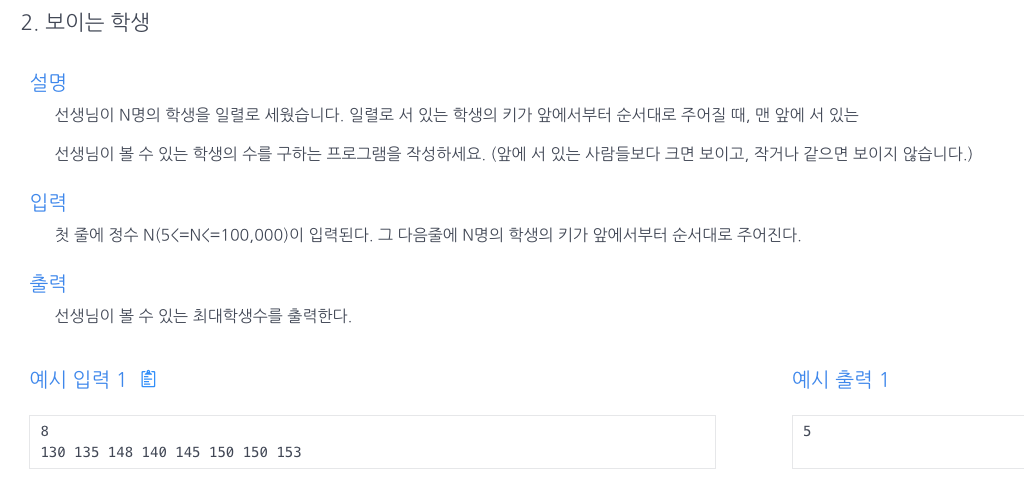 2. 보이는 학생
설명
선생님이 N명의 학생을 일렬로 세웠습니다. 일렬로 서 있는 학생의 키가 앞에서부터 순서대로 주어질 때, 맨 앞에 서 있는
선생님이 볼 수 있는 학생의 수를 구하는 프로그램을 작성하세요. (앞에 서 있는 사람들보다 크면 보이고, 작거나 같으면 보이지 않습니다.)
입력
첫 줄에 정수 N(5<=N<=100,000)이 입력된다. 그 다음줄에 N명의 학생의 키가 앞에서부터 순서대로 주어진다.
출력
선생님이 볼 수 있는 최대학생수를 출력한다.
예시 입력 1
예시 출력 1
8
130 135 148 140 145 150 150 153
5